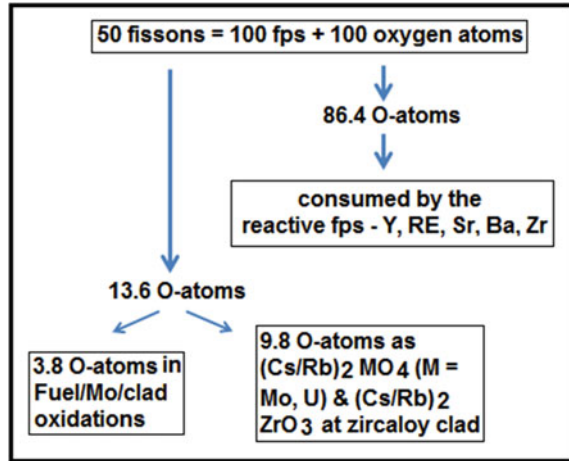 50 fissons = 100 fps + 100 oxygen atoms
86.4 O-atoms
consumed by the
reactive fps - Y, RE, Sr, Ba, Zr
13.6 O-atoms
3.8 O-atoms in
Fuel/Mo/clad
oxidations
9.8 O-atoms as
(Cs/Rb)₂ MO₄ (M =
Mo, U) & (Cs/Rb)₂
ZrO₃ at zircaloy clad